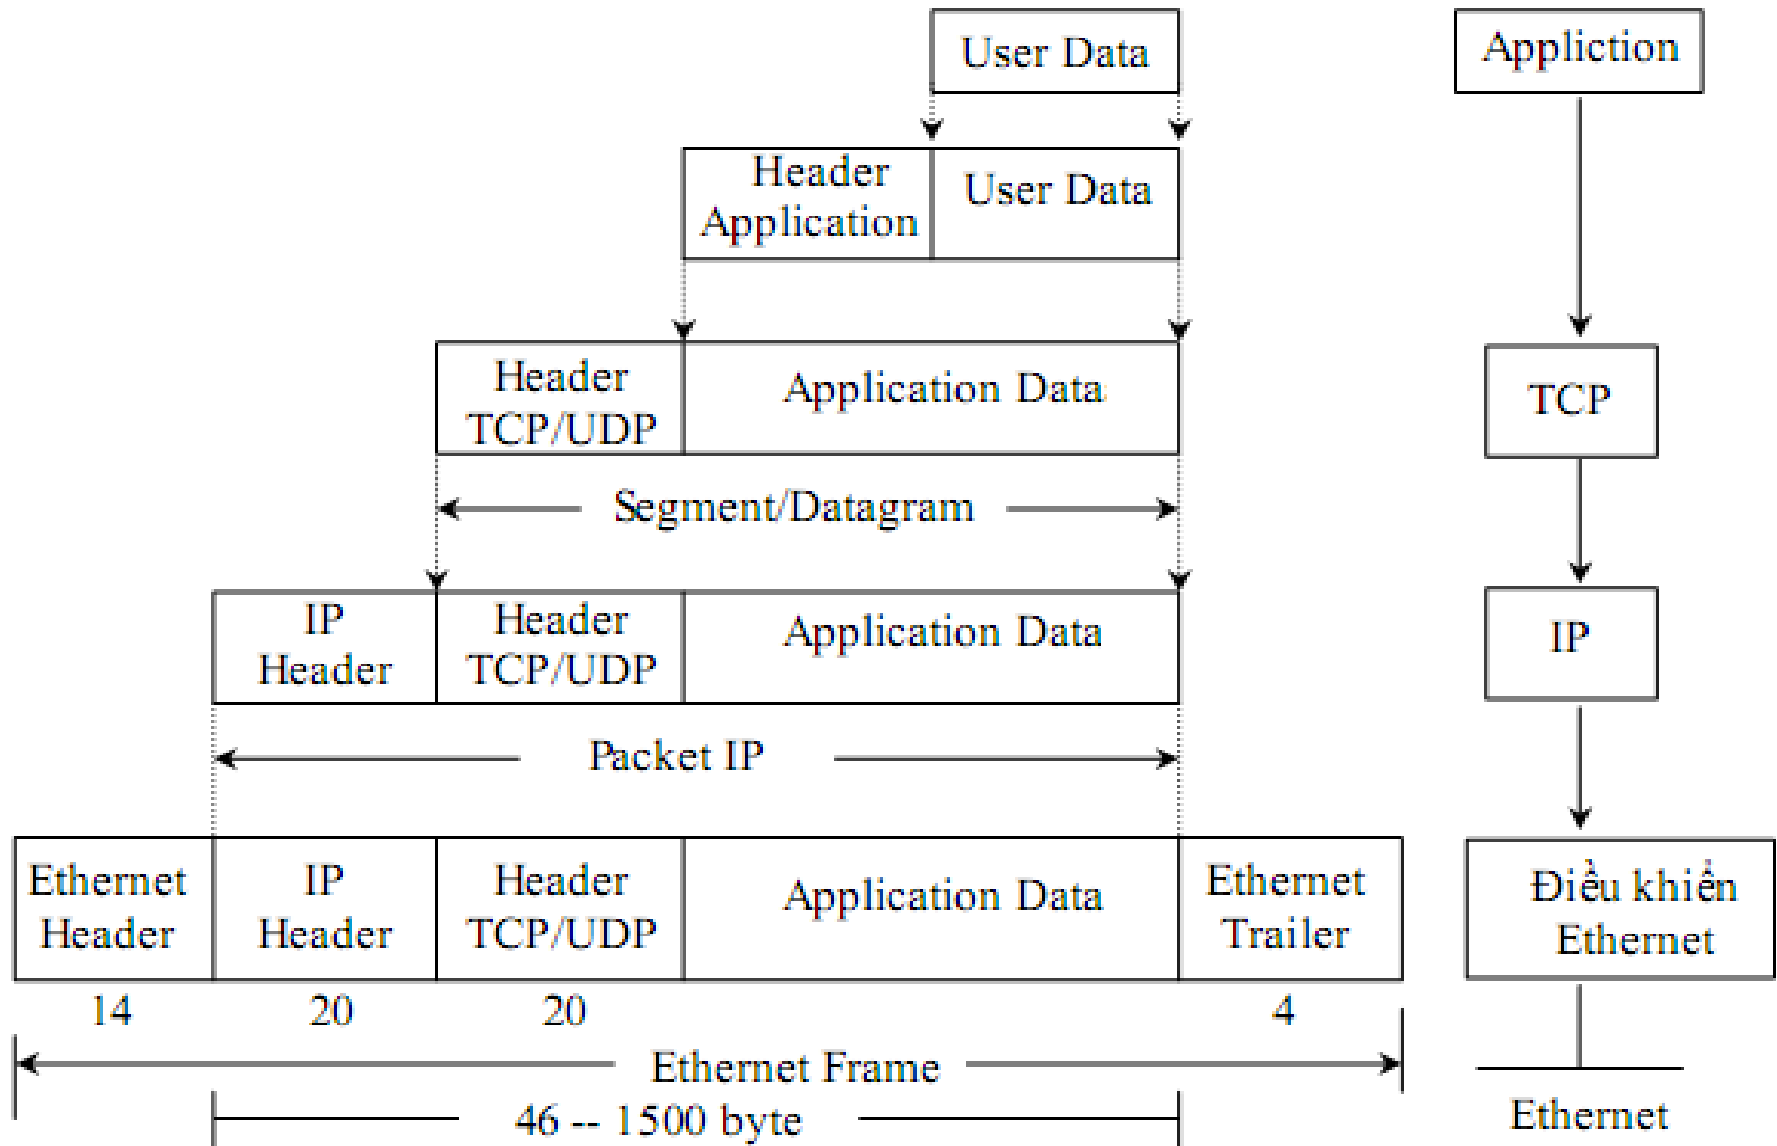 User Data
Appliction
Header
Application
User Data
Header
TCP/UDP
Application Data
TCP
Segment/Datagram
IP
Header
Header
TCP/UDP
Application Data
IP
Packet IP
Ethernet
Header
IP
Header
Header
TCP/UDP
Application Data
Ethernet
Trailer
Điều khiển
Ethernet
14
20
20
4
Ethernet Frame
46 -- 1500 byte
Ethernet